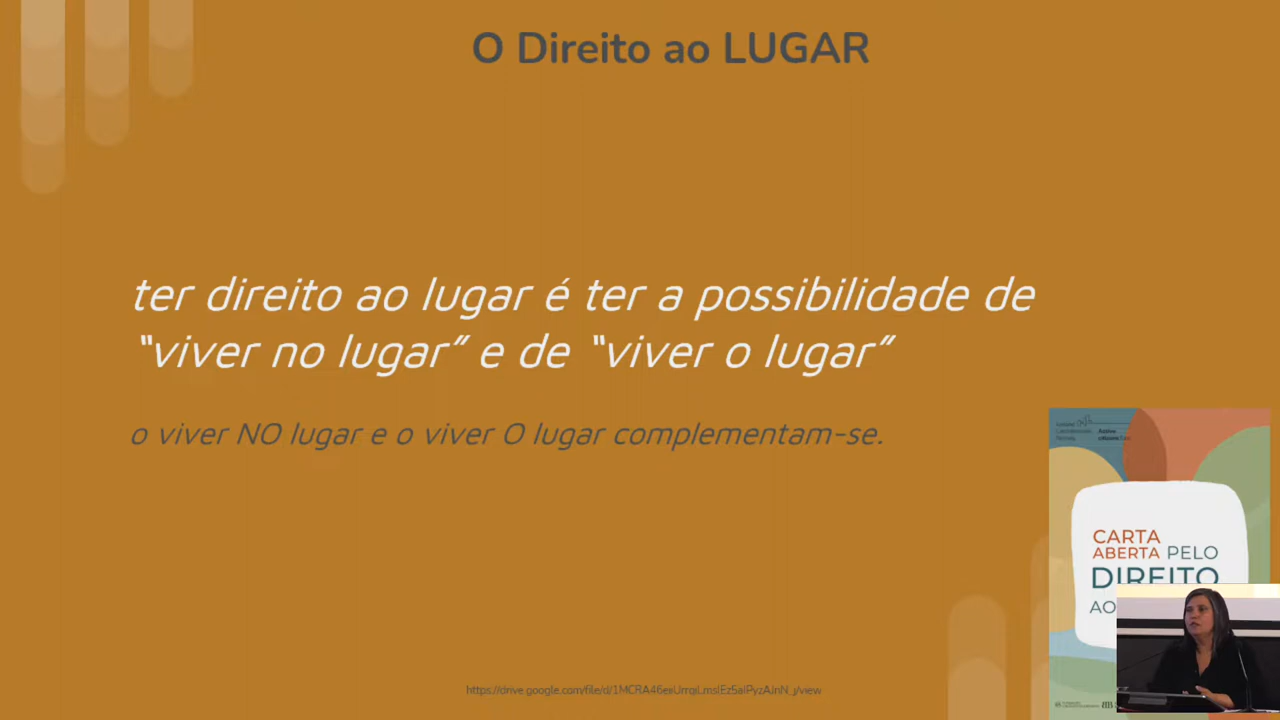 O Direito ao LUGAR
ter direito ao lugar é ter a possibilidade de
“viver no lugar” e de “viver o lugar”
o viver NO lugar e o viver O lugar complementam-se.
CARTA
ABERTA PELO
DIREITO
AO